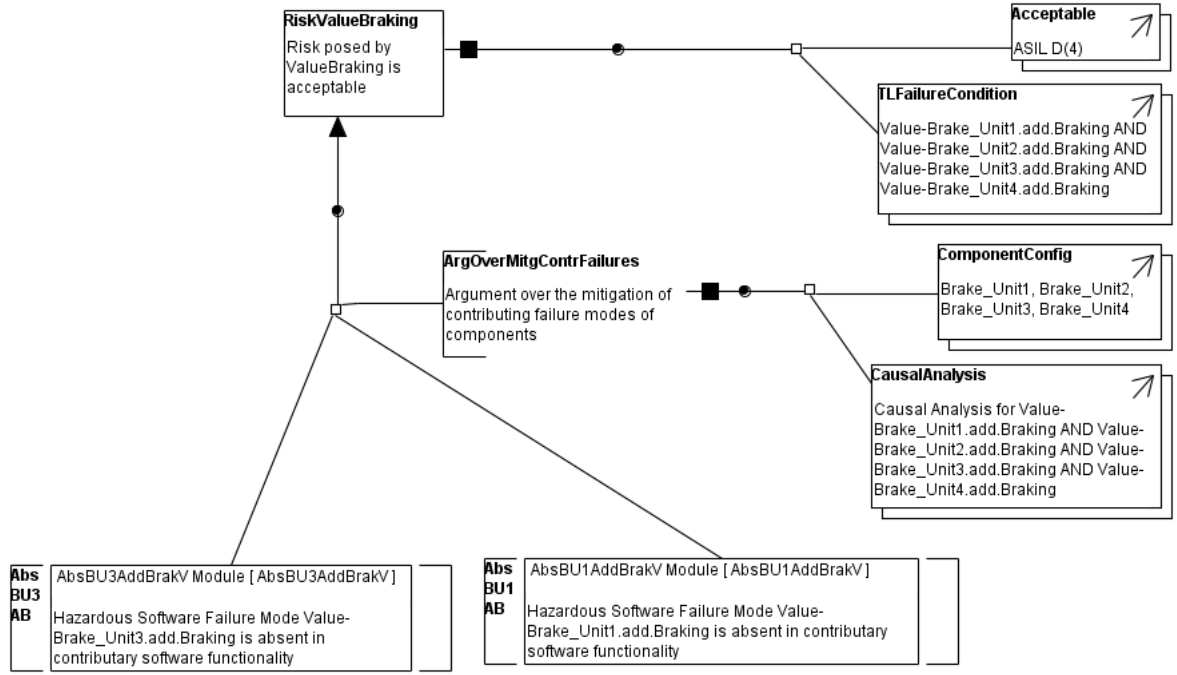 RiskValueBraking
Risk posed by
ValueBraking is
acceptable
Acceptable
ASIL D(4)
TLFailureCondition
Value-Brake_Unit1.add.Braking AND
Value-Brake_Unit2.add.Braking AND
Value-Brake_Unit3.add.Braking AND
Value-Brake_Unit4.add.Braking
ArgOverMitgContrFailures
Argument over the mitigation of
contributing failure modes of
components
ComponentConfig
Brake_Unit1, Brake_Unit2,
Brake_Unit3, Brake_Unit4
CausalAnalysis
Causal Analysis for Value-
Brake_Unit1.add.Braking AND Value-
Brake_Unit2.add.Braking AND Value-
Brake_Unit3.add.Braking AND Value-
Brake_Unit4.add.Braking
Abs
BU3
AB
AbsBU3AddBrakV Module [ AbsBU3AddBrakV ]
Hazardous Software Failure Mode Value-
Brake_Unit3.add.Braking is absent in
contributary software functionality
Abs
BU1
AB
AbsBU1AddBrakV Module [ AbsBU1AddBrakV ]
Hazardous Software Failure Mode Value-
Brake_Unit1.add.Braking is absent in contributary
software functionality